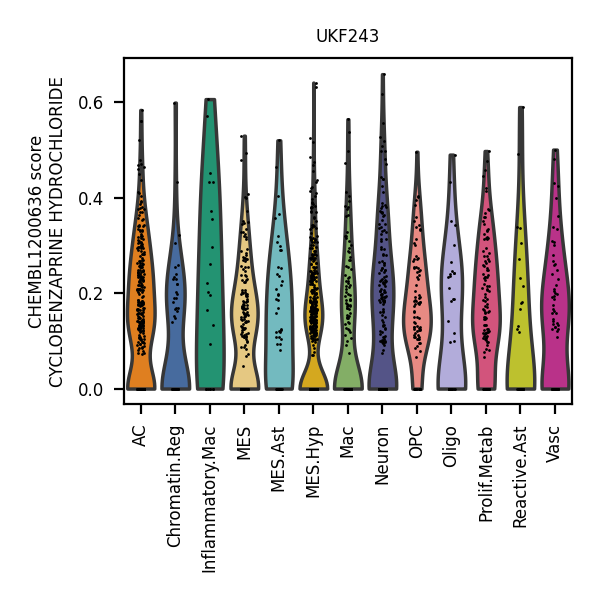 UKF243
CHEMBL1200636 score
CYCLOBENZAPRINE HYDROCHLORIDE
0.6
0.4
0.2
0.0
AC
Chromatin.Reg
Inflammatory.Mac
MES
MES.Ast
MES.Hyp
Mac
Neuron
OPC
Oligo
Prolif.Metab
Reactive.Ast
Vasc